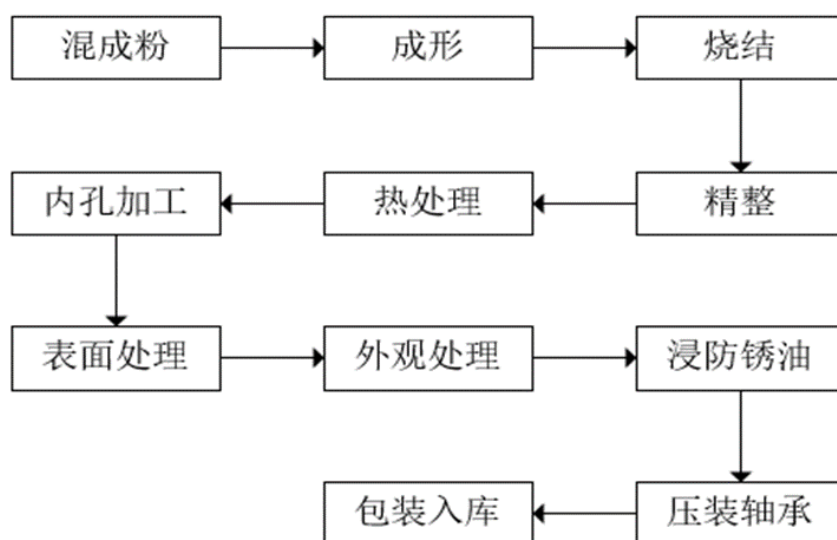 混成粉
成形
烧结
精整
热处理
内孔加工
表面处理
外观处理
浸防锈油
压装轴承
包装入库